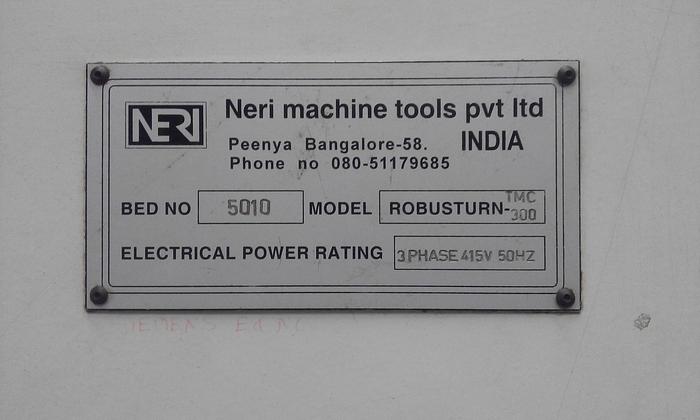 NERI
Neri machine tools pvt ltd
Peenya Bangalore-58. INDIA
Phone no 080-51179685
BED NO 5010 MODEL ROBUSTURN-TMC
300
ELECTRICAL POWER RATING 3 PHASE 415V 50HZ